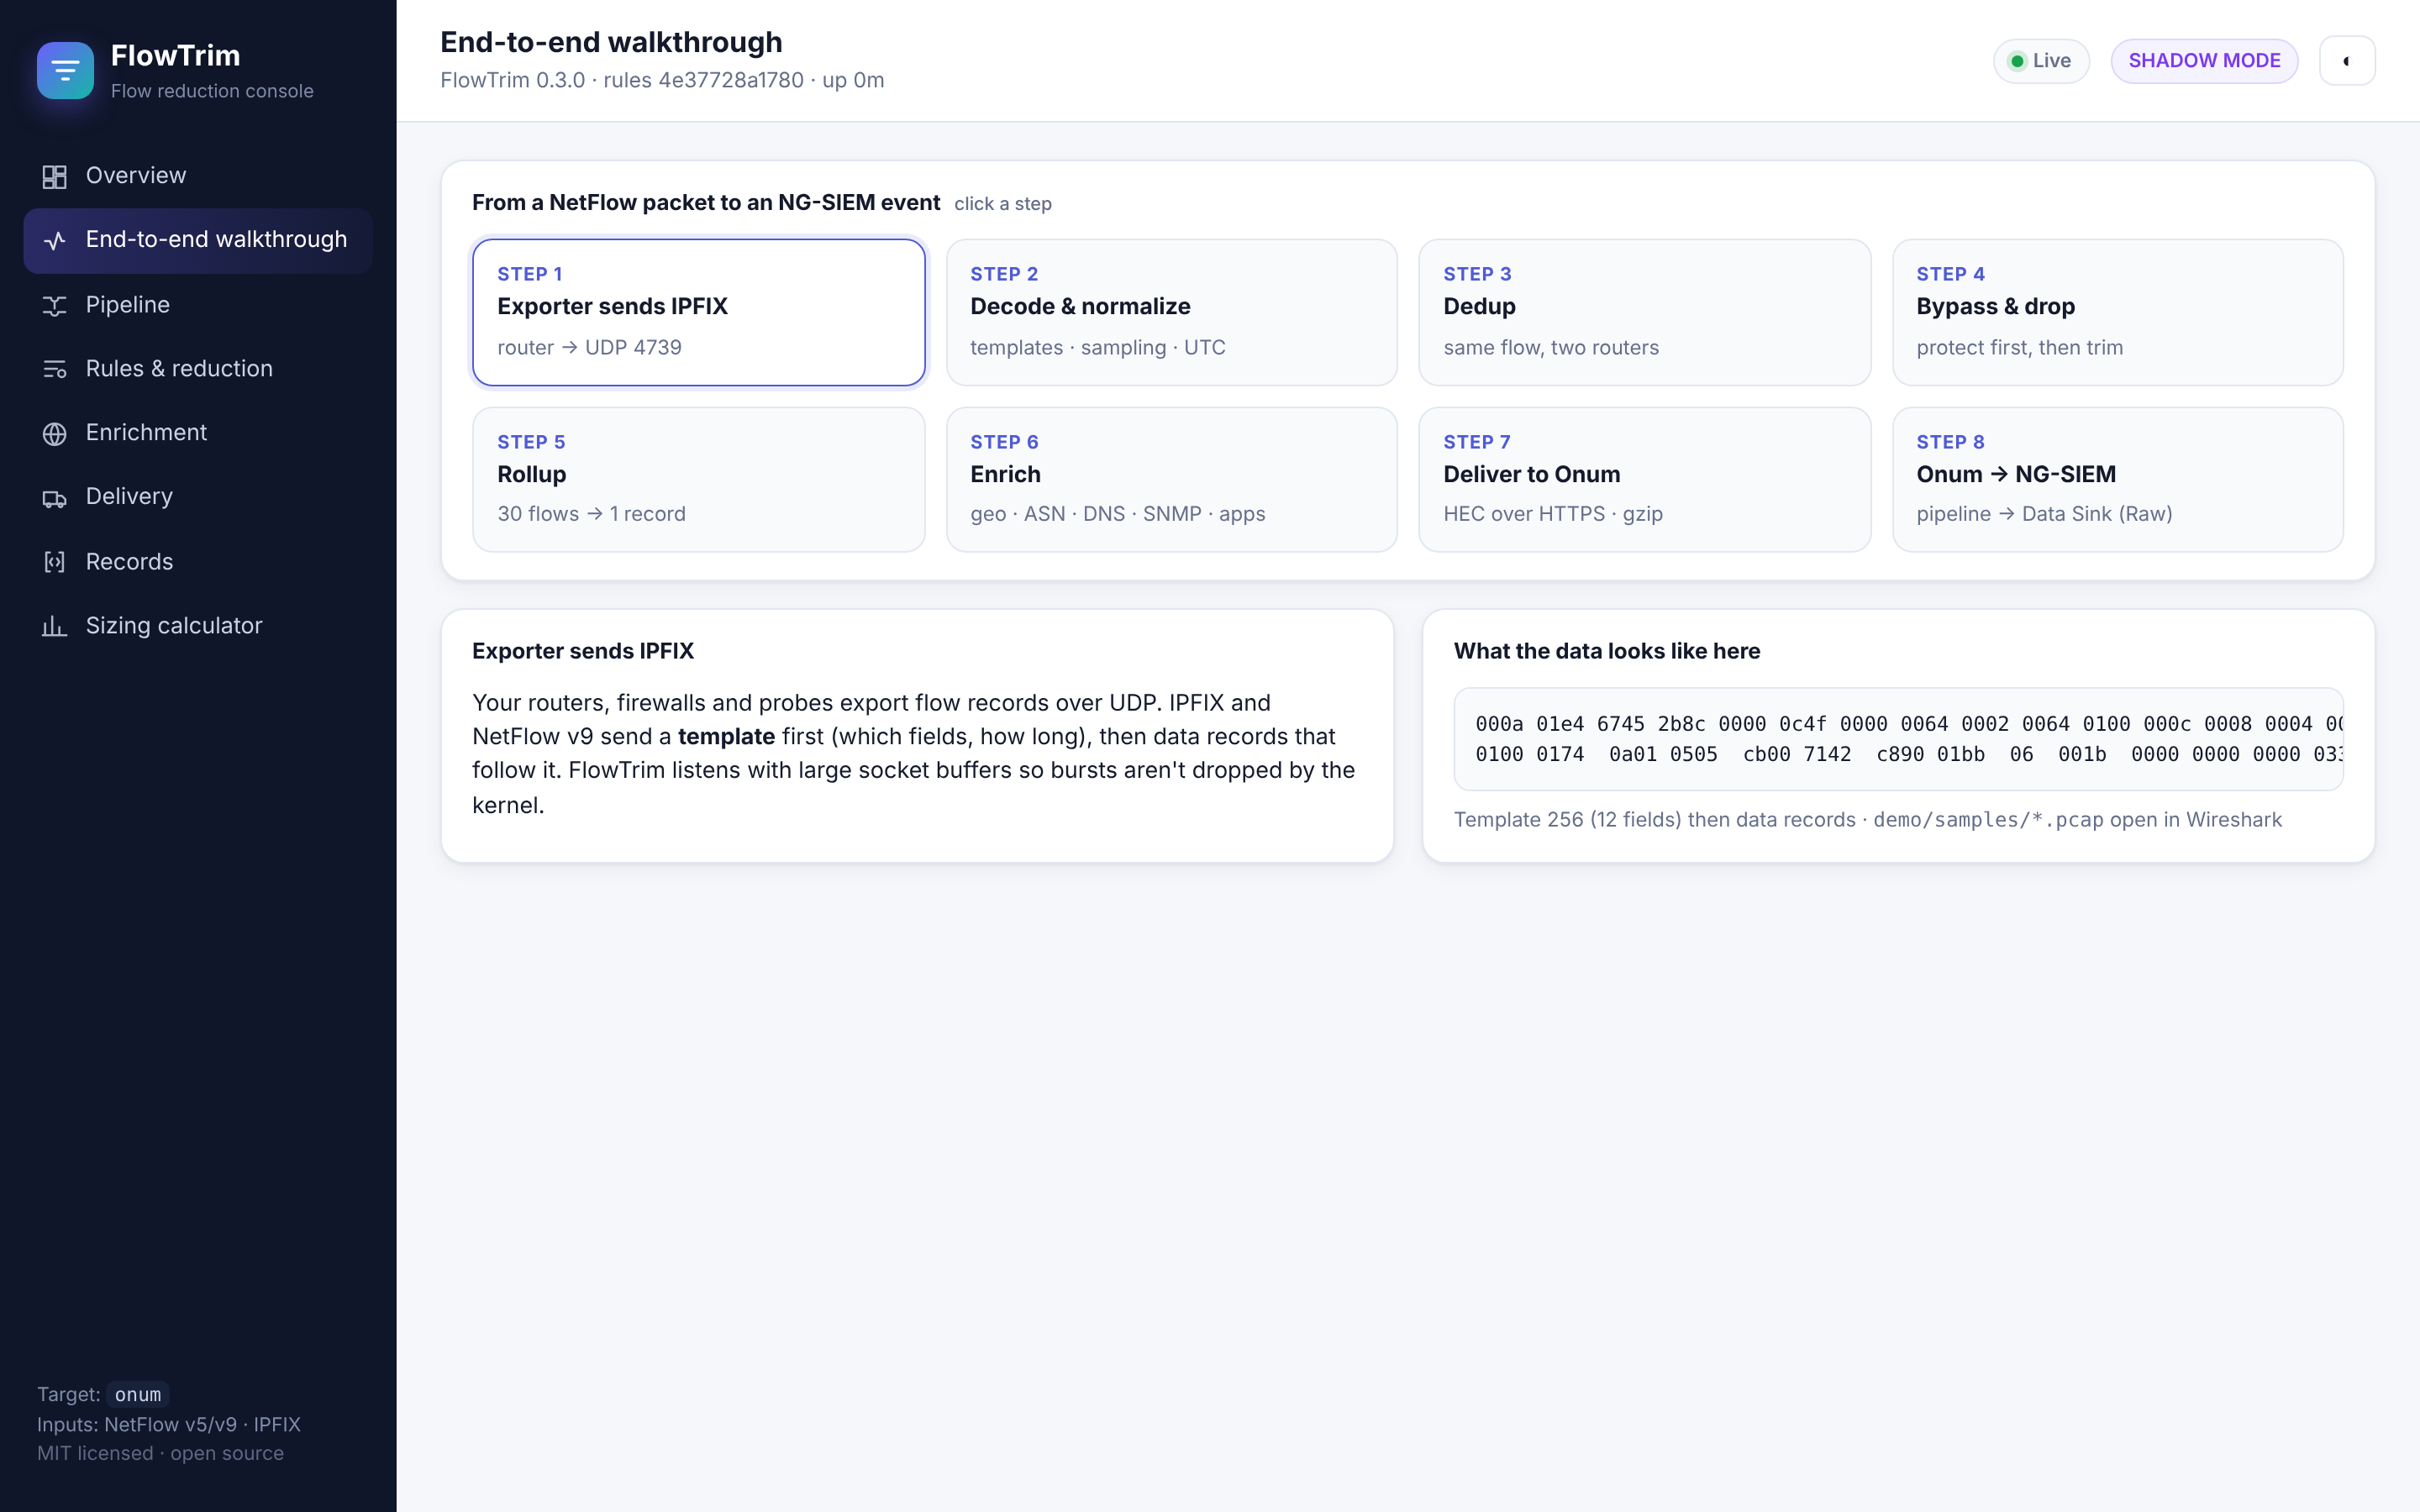 FlowTrim
Flow reduction console
Overview
End-to-end walkthrough
Pipeline
Rules & reduction
Enrichment
Delivery
Records
Sizing calculator
Target: onum
Inputs: NetFlow v5/v9 · IPFIX
MIT licensed · open source
End-to-end walkthrough
FlowTrim 0.3.0 · rules 4e37728a1780 · up 0m
Live
SHADOW MODE
From a NetFlow packet to an NG-SIEM event click a step
STEP 1
Exporter sends IPFIX
router → UDP 4739
STEP 2
Decode & normalize
templates · sampling · UTC
STEP 3
Dedup
same flow, two routers
STEP 4
Bypass & drop
protect first, then trim
STEP 5
Rollup
30 flows → 1 record
STEP 6
Enrich
geo · ASN · DNS · SNMP · apps
STEP 7
Deliver to Onum
HEC over HTTPS · gzip
STEP 8
Onum → NG-SIEM
pipeline → Data Sink (Raw)
Exporter sends IPFIX
Your routers, firewalls and probes export flow records over UDP. IPFIX and
NetFlow v9 send a template first (which fields, how long), then data records that
follow it. FlowTrim listens with large socket buffers so bursts aren't dropped by the
kernel.
What the data looks like here
000a 01e4 6745 2b8c 0000 0c4f 0000 0064 0002 0064 0100 000c 0008 0004
0100 0174 0a01 0505 cb00 7142 c890 01bb 06 001b 0000 0000 0000
Template 256 (12 fields) then data records · demo/samples/*.pcap open in Wireshark